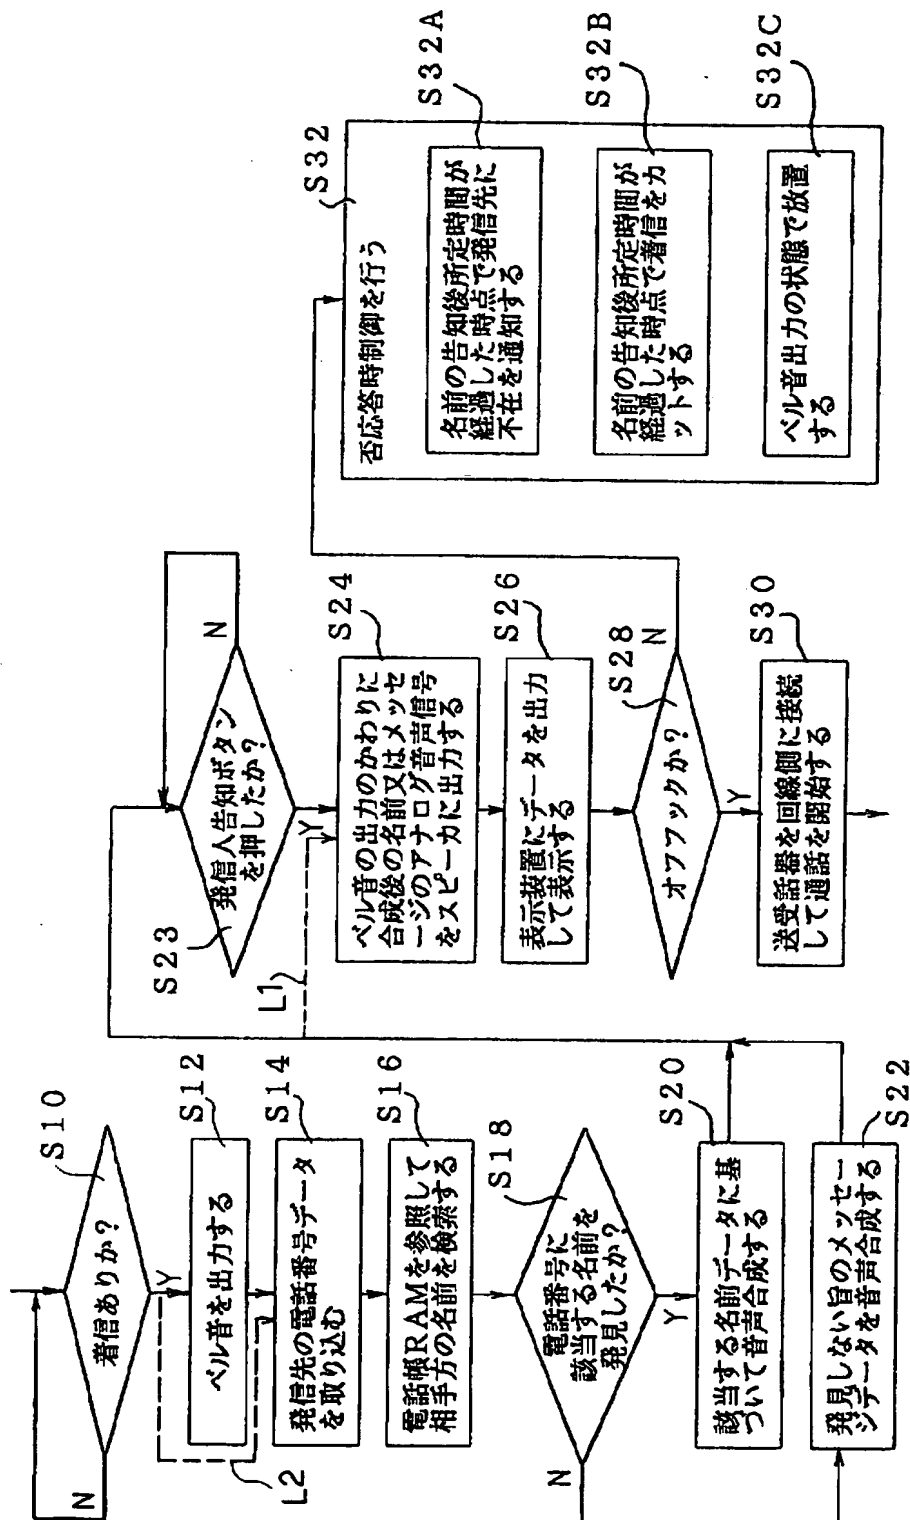 S10
着信ありか?
N
Y
S12
ベル音を出力する
L2
S14
発信先の電話番号データ
を取り込む
S16
電話帳RAMを参照して
相手方の名前を検索する
S18
電話番号に
該当する名前を
発見したか?
N
Y
S20
該当する名前データに基
づいて音声合成する
S22
発見しない旨のメッセー
ジデータを音声合成する
S23
発信人告知ボタン
を押したか?
N
Y
L1
S24
ベル音の出力のかわりに
合成後の名前又はメッセ
ージのアナログ音声信号
をスピーカに出力する
S26
表示装置にデータを出力
して表示する
S28
オフフックか?
N
Y
S30
送受話器を回線側に接続
して通話を開始する
S32
否応答時制御を行う
S32A
名前の告知後所定時間が
経過した時点で発信先に
不在を通知する
S32B
名前の告知後所定時間が
経過した時点で着信をカ
ットする
S32C
ベル音出力の状態で放置
する